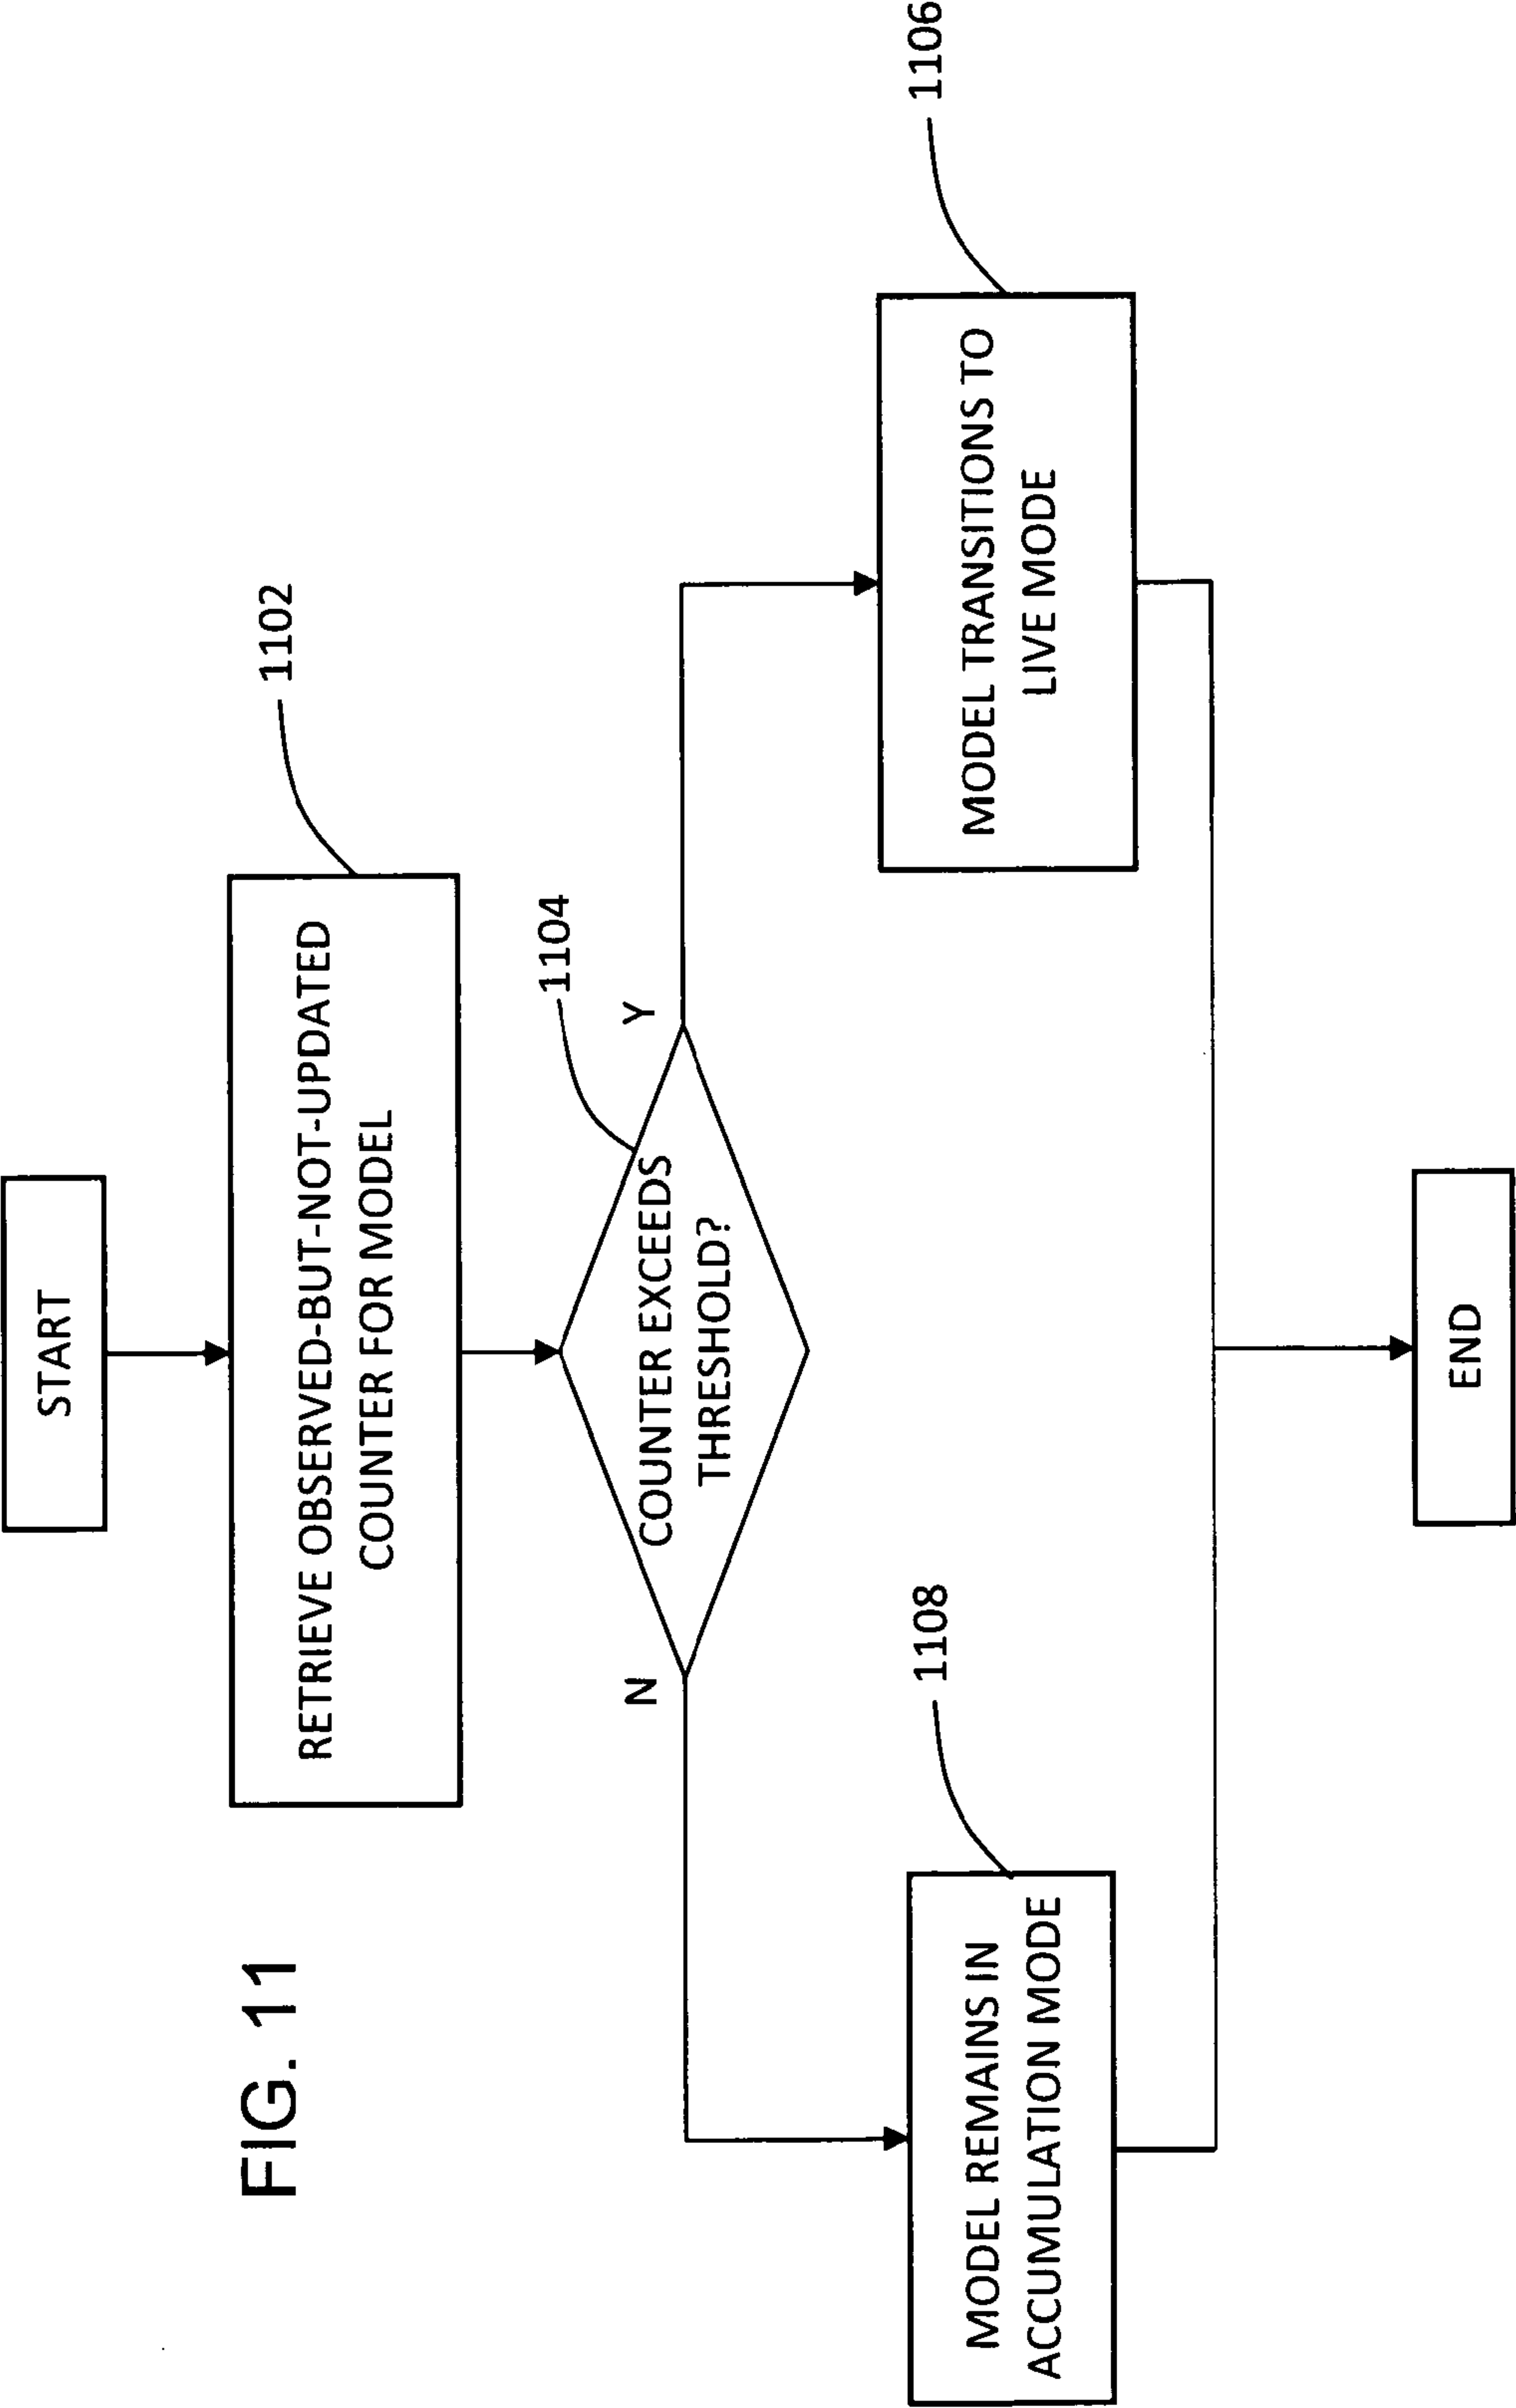 FIG. 11
START
RETRIEVE OBSERVED-BUT-NOT-UPDATED
COUNTER FOR MODEL
1102
COUNTER EXCEEDS
THRESHOLD?
1104
N
Y
MODEL REMAINS IN
ACCUMULATION MODE
1108
MODEL TRANSITIONS TO
LIVE MODE
1106
END